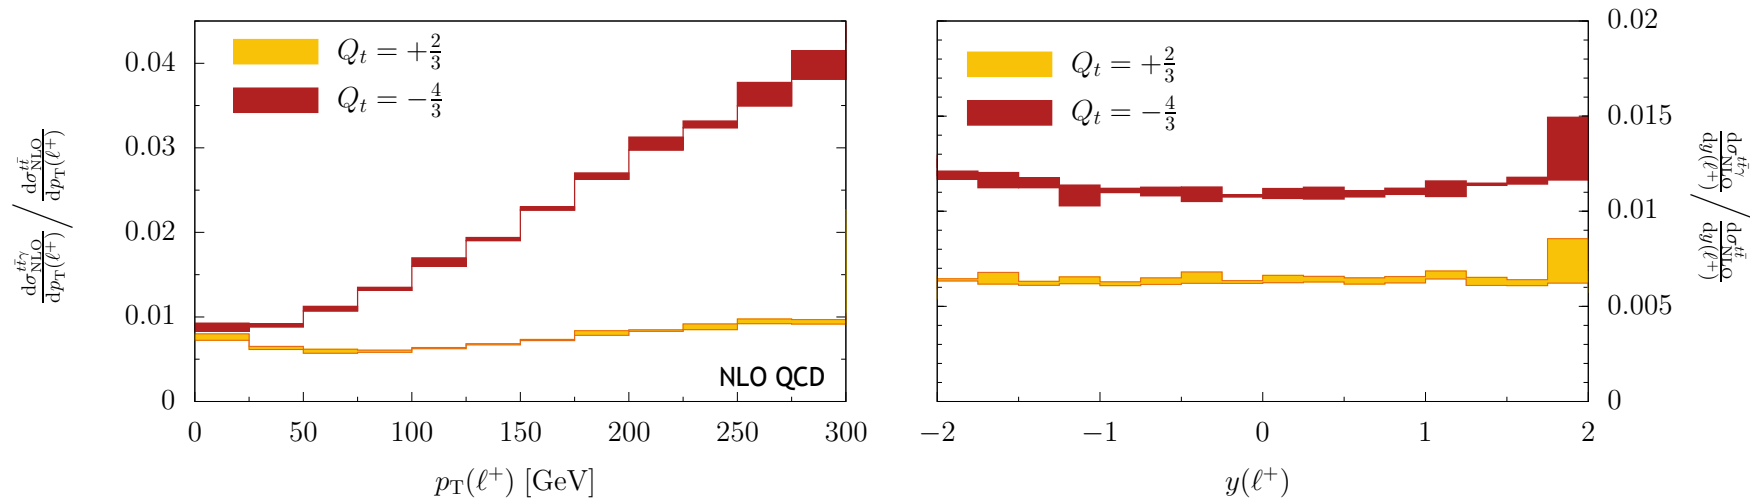 Q_t = +2/3
Q_t = −4/3
0.04
0.03
0.02
0.01
0
NLO QCD
0 50 100 150 200 250 300
p_T(ℓ⁺) [GeV]
dσ^{tt̄γ}_{NLO}/dp_T(ℓ⁺) / dσ^{tt̄}_{NLO}/dp_T(ℓ⁺)
Q_t = +2/3
Q_t = −4/3
0.02
0.015
0.01
0.005
0
−2 −1 0 1 2
y(ℓ⁺)
dσ^{tt̄γ}_{NLO}/dy(ℓ⁺) / dσ^{tt̄}_{NLO}/dy(ℓ⁺)